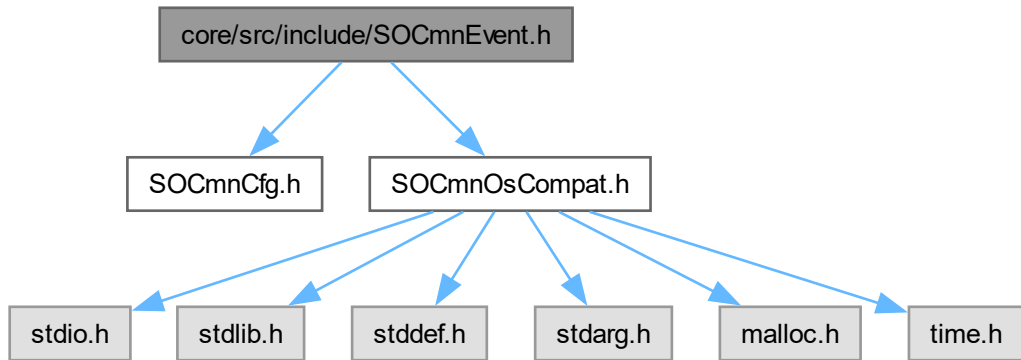 core/src/include/SOCmnEvent.h
SOCmnCfg.h
SOCmnOsCompat.h
stdio.h
stdlib.h
stddef.h
stdarg.h
malloc.h
time.h